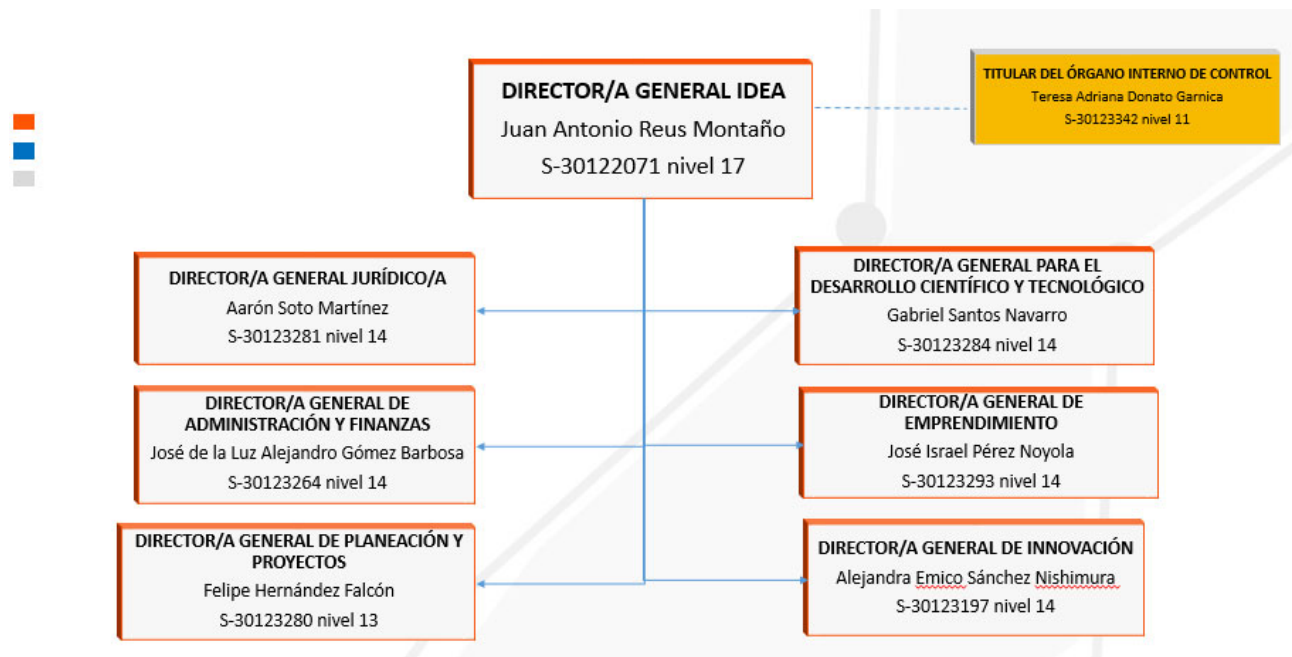 DIRECTOR/A GENERAL IDEA
Juan Antonio Reus Montaño
S-30122071 nivel 17
TITULAR DEL ÓRGANO INTERNO DE CONTROL
Teresa Adriana Donato Garnica
S-30123342 nivel 11
DIRECTOR/A GENERAL JURÍDICO/A
Aarón Soto Martínez
S-30123281 nivel 14
DIRECTOR/A GENERAL PARA EL
DESARROLLO CIENTÍFICO Y TECNOLÓGICO
Gabriel Santos Navarro
S-30123284 nivel 14
DIRECTOR/A GENERAL DE
ADMINISTRACIÓN Y FINANZAS
José de la Luz Alejandro Gómez Barbosa
S-30123264 nivel 14
DIRECTOR/A GENERAL DE
EMPRENDIMIENTO
José Israel Pérez Noyola
S-30123293 nivel 14
DIRECTOR/A GENERAL DE PLANEACIÓN Y
PROYECTOS
Felipe Hernández Falcón
S-30123280 nivel 13
DIRECTOR/A GENERAL DE INNOVACIÓN
Alejandra Emico Sánchez Nishimura
S-30123197 nivel 14